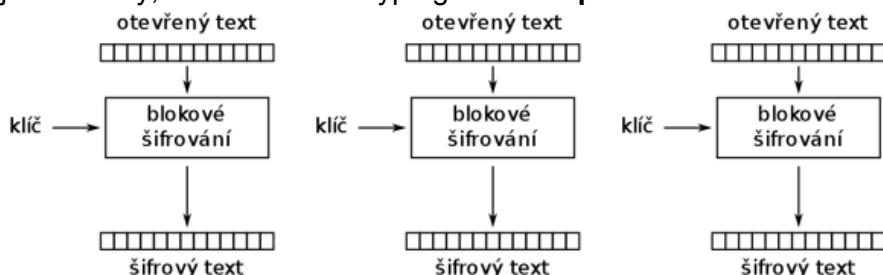 otevřený text otevřený text otevřený text
klíč blokové šifrování klíč blokové šifrování klíč blokové šifrování
šifrový text šifrový text šifrový text